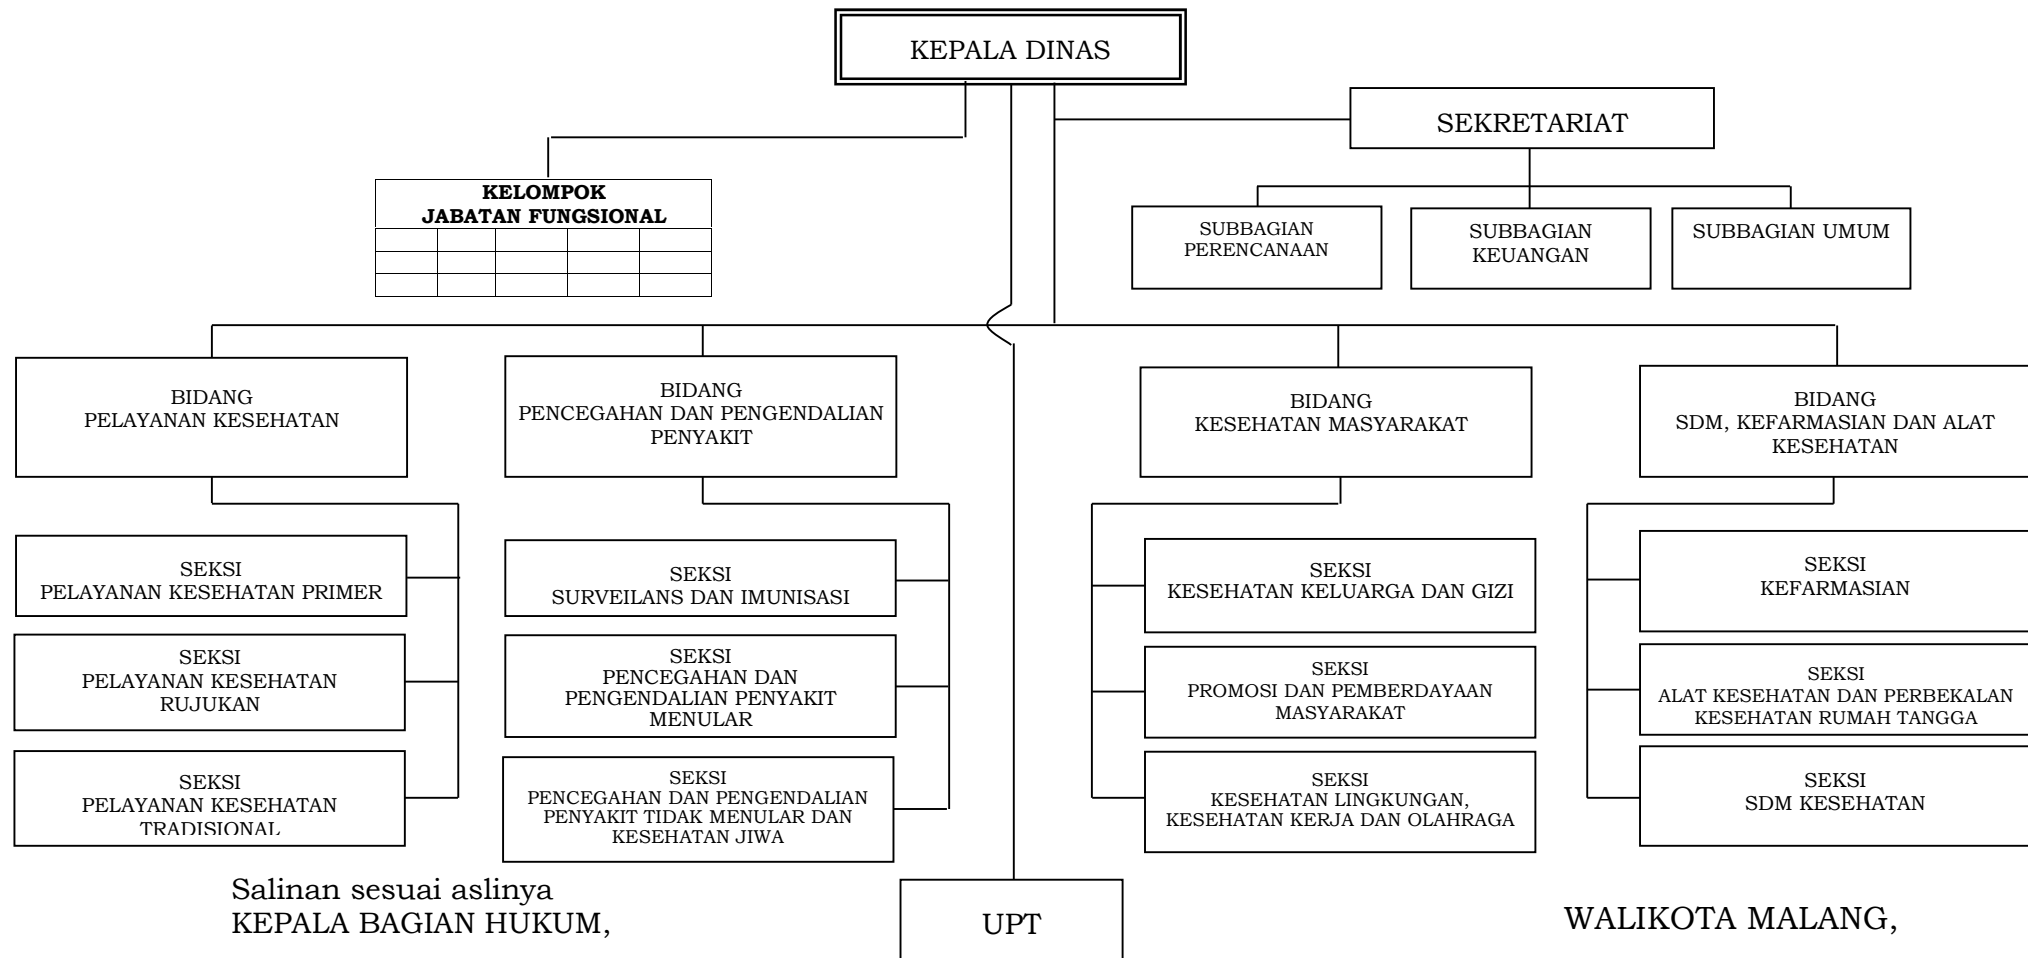 KEPALA DINAS
SEKRETARIAT
KELOMPOK
JABATAN FUNGSIONAL
SUBBAGIAN
PERENCANAAN
SUBBAGIAN
KEUANGAN
SUBBAGIAN UMUM
BIDANG
PELAYANAN KESEHATAN
BIDANG
PENCEGAHAN DAN PENGENDALIAN
PENYAKIT
BIDANG
KESEHATAN MASYARAKAT
BIDANG
SDM, KEFARMASIAN DAN ALAT
KESEHATAN
SEKSI
PELAYANAN KESEHATAN PRIMER
SEKSI
PELAYANAN KESEHATAN
RUJUKAN
SEKSI
PELAYANAN KESEHATAN
TRADISIONAL
SEKSI
SURVEILANS DAN IMUNISASI
SEKSI
PENCEGAHAN DAN
PENGENDALIAN PENYAKIT
MENULAR
SEKSI
PENCEGAHAN DAN PENGENDALIAN
PENYAKIT TIDAK MENULAR DAN
KESEHATAN JIWA
SEKSI
KESEHATAN KELUARGA DAN GIZI
SEKSI
PROMOSI DAN PEMBERDAYAAN
MASYARAKAT
SEKSI
KESEHATAN LINGKUNGAN,
KESEHATAN KERJA DAN OLAHRAGA
SEKSI
KEFARMASIAN
SEKSI
ALAT KESEHATAN DAN PERBEKALAN
KESEHATAN RUMAH TANGGA
SEKSI
SDM KESEHATAN
Salinan sesuai aslinya
KEPALA BAGIAN HUKUM,
UPT
WALIKOTA MALANG,